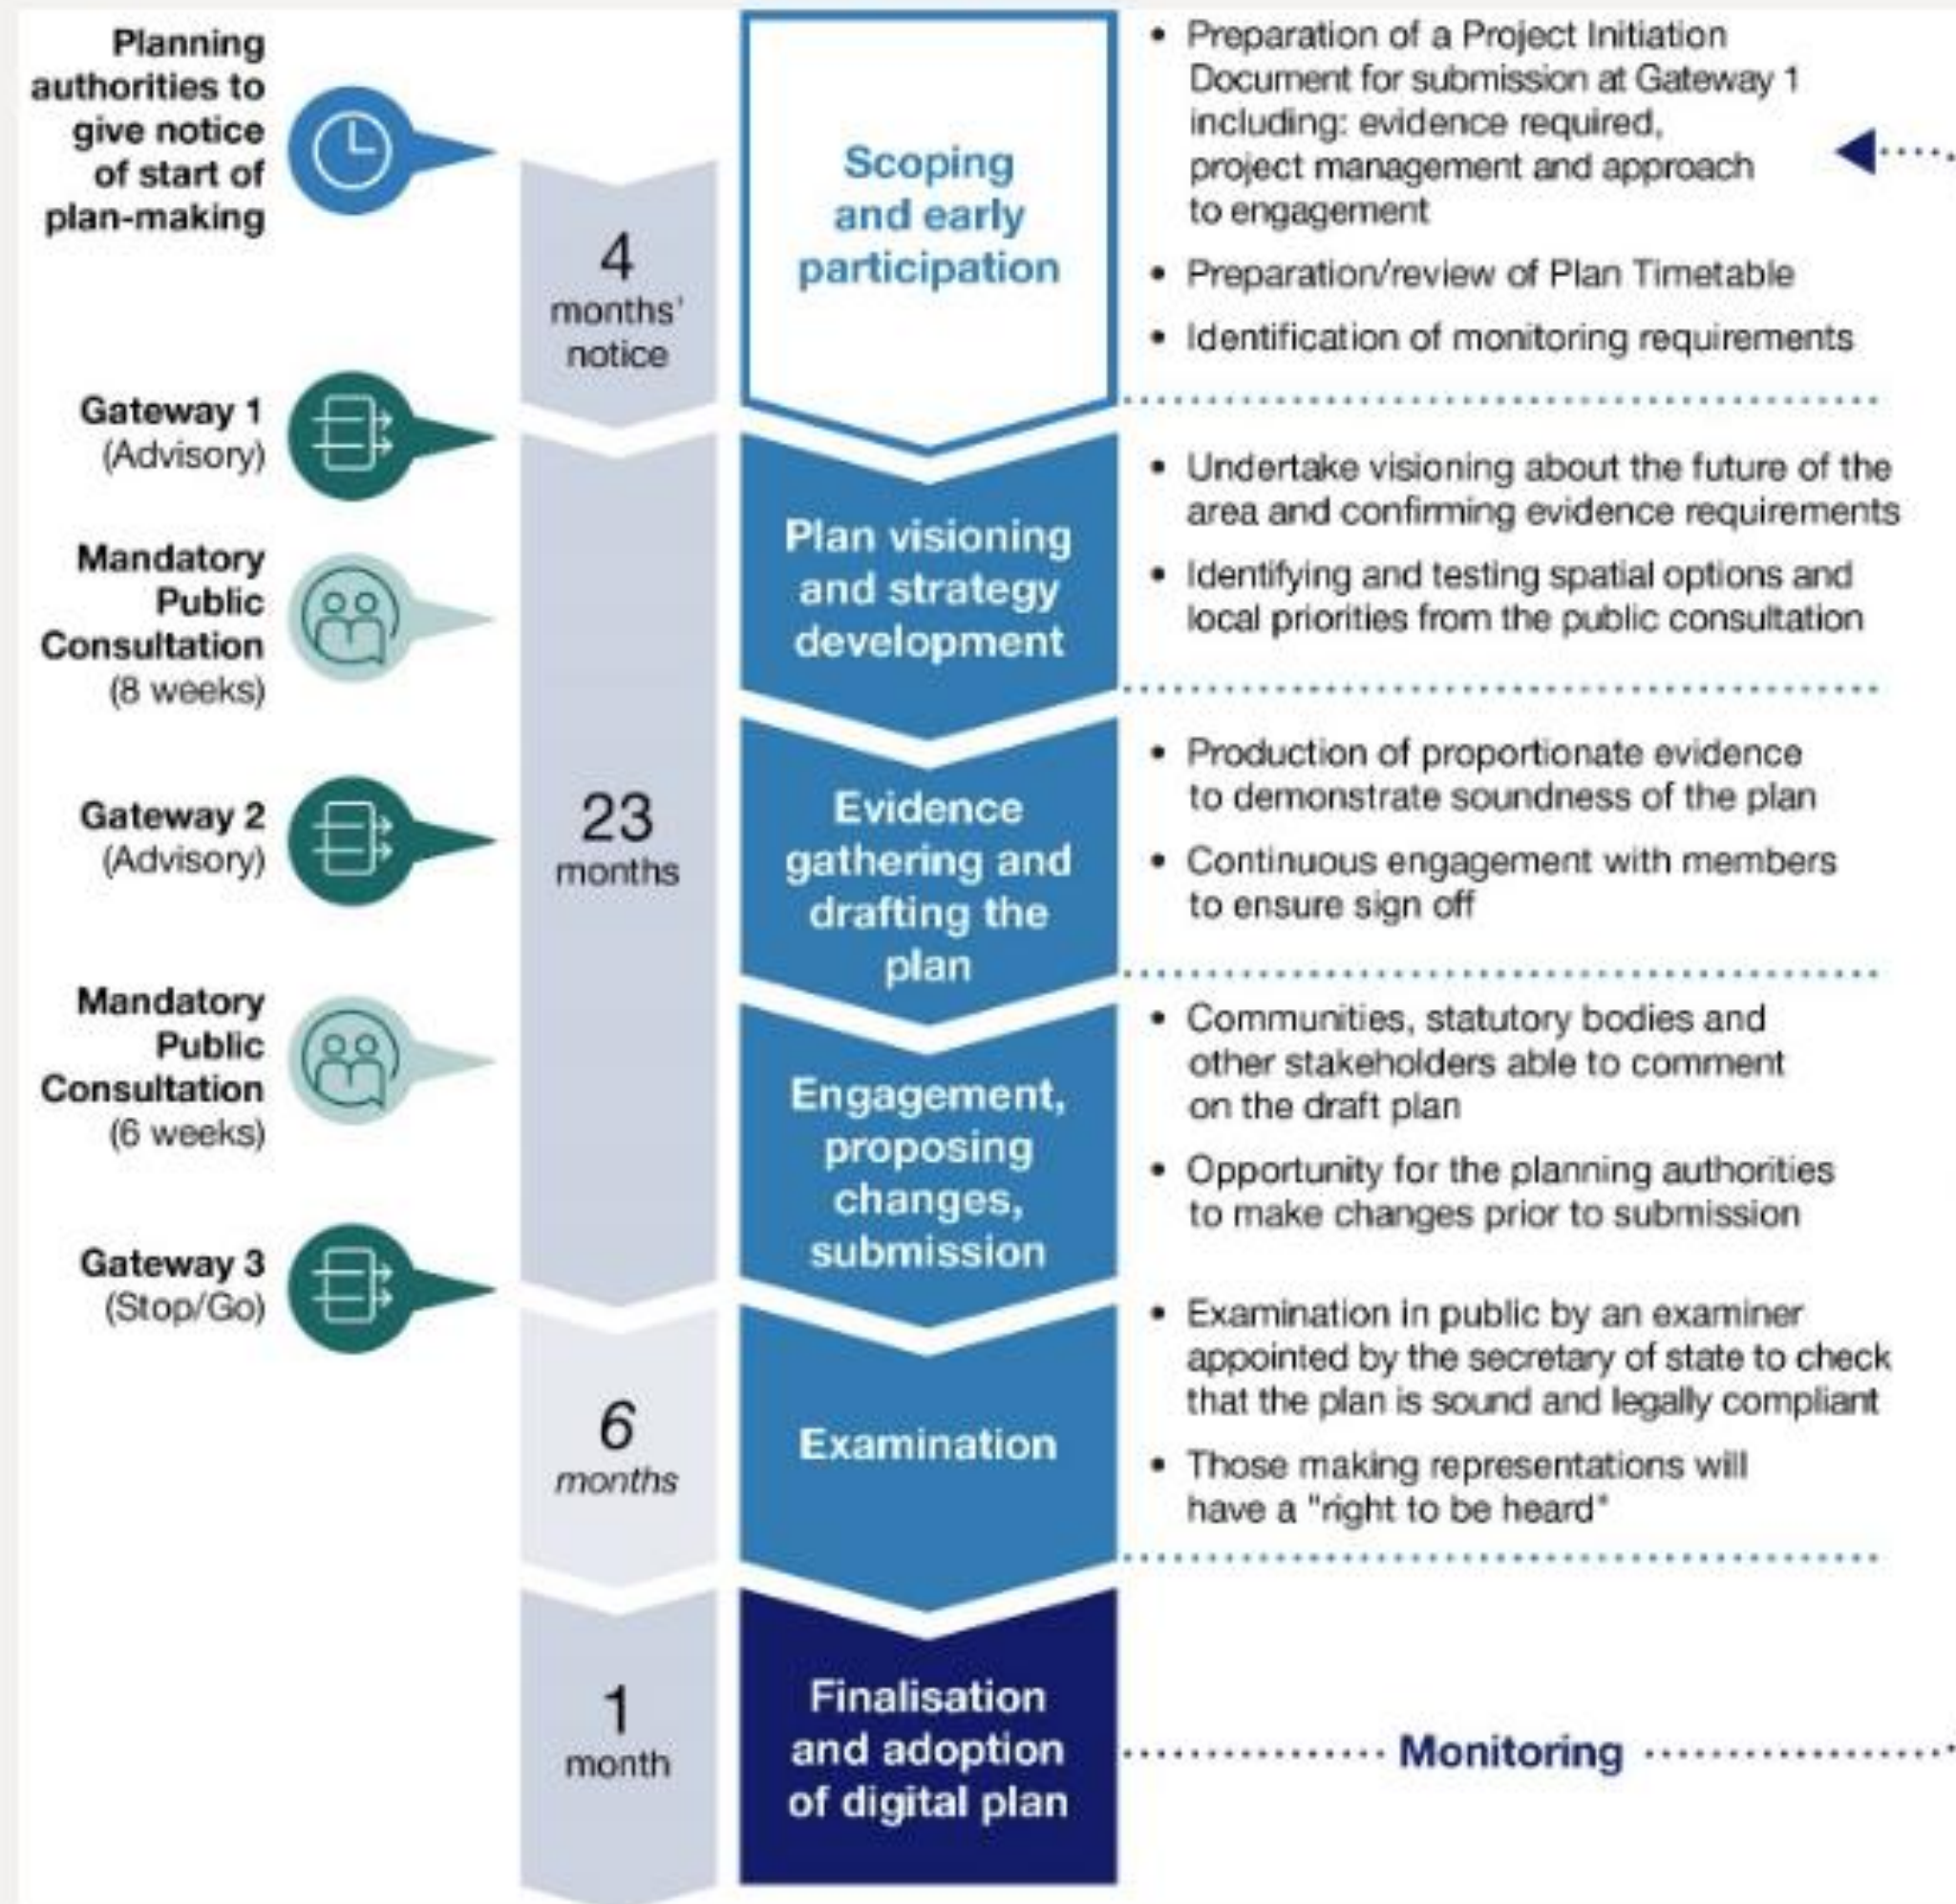 Planning
authorities to
give notice
of start of
plan-making
4
months'
notice
Scoping
and early
participation
• Preparation of a Project Initiation
Document for submission at Gateway 1
including: evidence required,
project management and approach
to engagement
• Preparation/review of Plan Timetable
• Identification of monitoring requirements
Gateway 1
(Advisory)
Mandatory
Public
Consultation
(8 weeks)
Plan visioning
and strategy
development
• Undertake visioning about the future of the
area and confirming evidence requirements
• Identifying and testing spatial options and
local priorities from the public consultation
Gateway 2
(Advisory)
23
months
Evidence
gathering and
drafting the
plan
• Production of proportionate evidence
to demonstrate soundness of the plan
• Continuous engagement with members
to ensure sign off
Mandatory
Public
Consultation
(6 weeks)
Engagement,
proposing
changes,
submission
• Communities, statutory bodies and
other stakeholders able to comment
on the draft plan
• Opportunity for the planning authorities
to make changes prior to submission
Gateway 3
(Stop/Go)
6
months
Examination
• Examination in public by an examiner
appointed by the secretary of state to check
that the plan is sound and legally compliant
• Those making representations will
have a "right to be heard"
1
month
Finalisation
and adoption
of digital plan
Monitoring